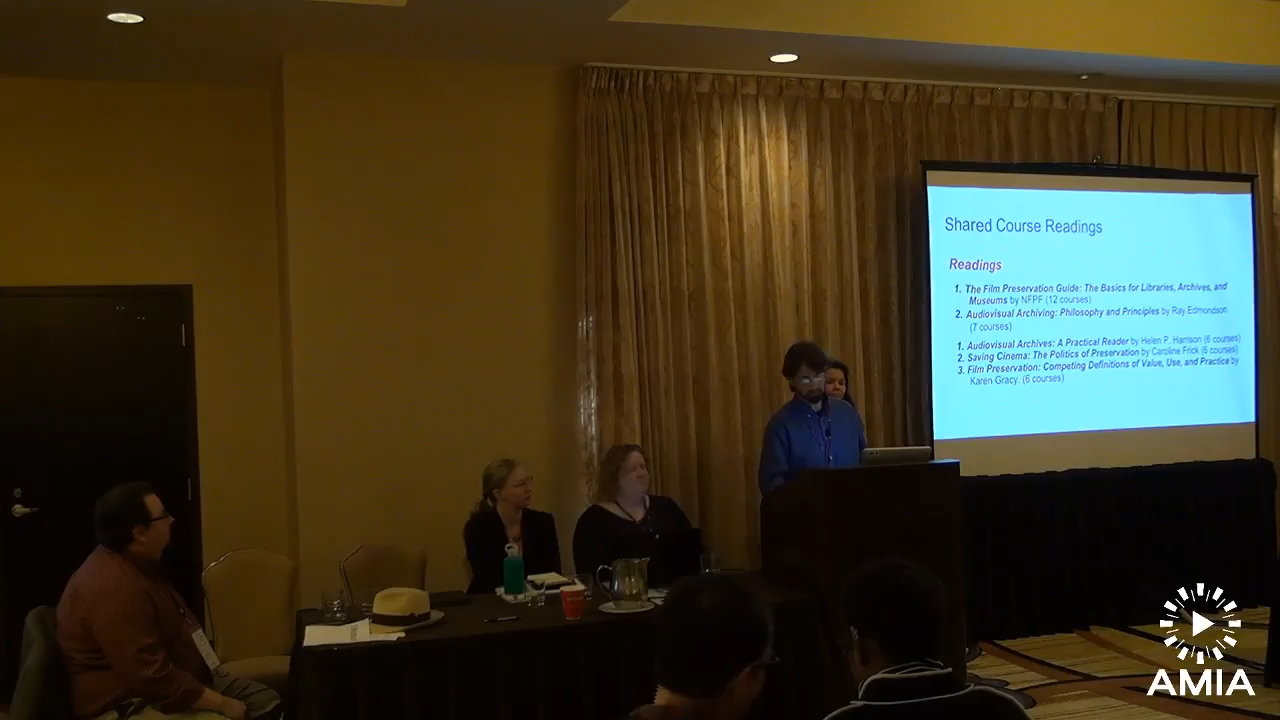 Shared Course Readings
Readings
1. The Film Preservation Guide: The Basics for Libraries, Archives, and
Museums by NFPF (12 courses)
2. Audiovisual Archiving: Philosophy and Principles by Ray Edmondson
(7 courses)
1. Audiovisual Archives: A Practical Reader by Helen P. Harrison (6 courses)
2. Saving Cinema: The Politics of Preservation by Caroline Frick (6 courses)
3. Film Preservation: Competing Definitions of Value, Use, and Practice by
Karen Gracy. (6 courses)
AMIA